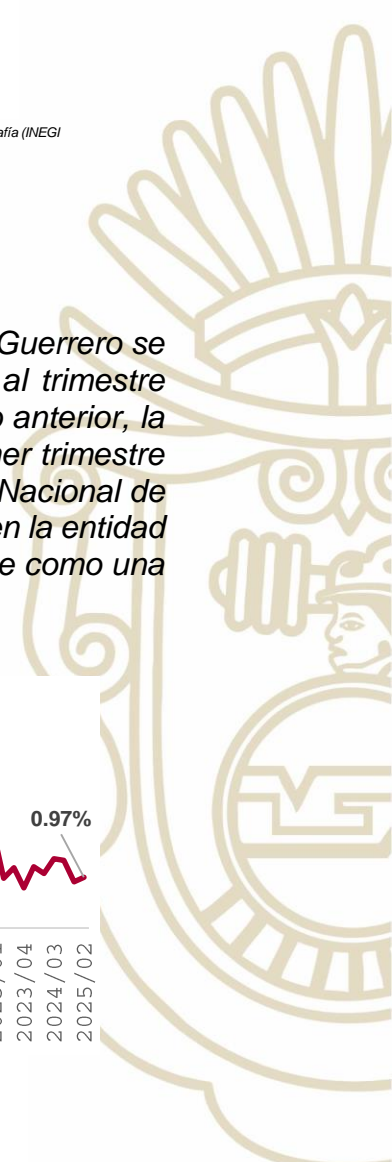 afía (INEGI
Guerrero se
al trimestre
o anterior, la
er trimestre
Nacional de
en la entidad
e como una
0.97%
2023/04
2024/03
2025/02